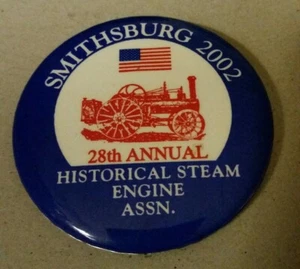 SMITHSBURG 2002
28th ANNUAL
HISTORICAL STEAM
ENGINE
ASSN.